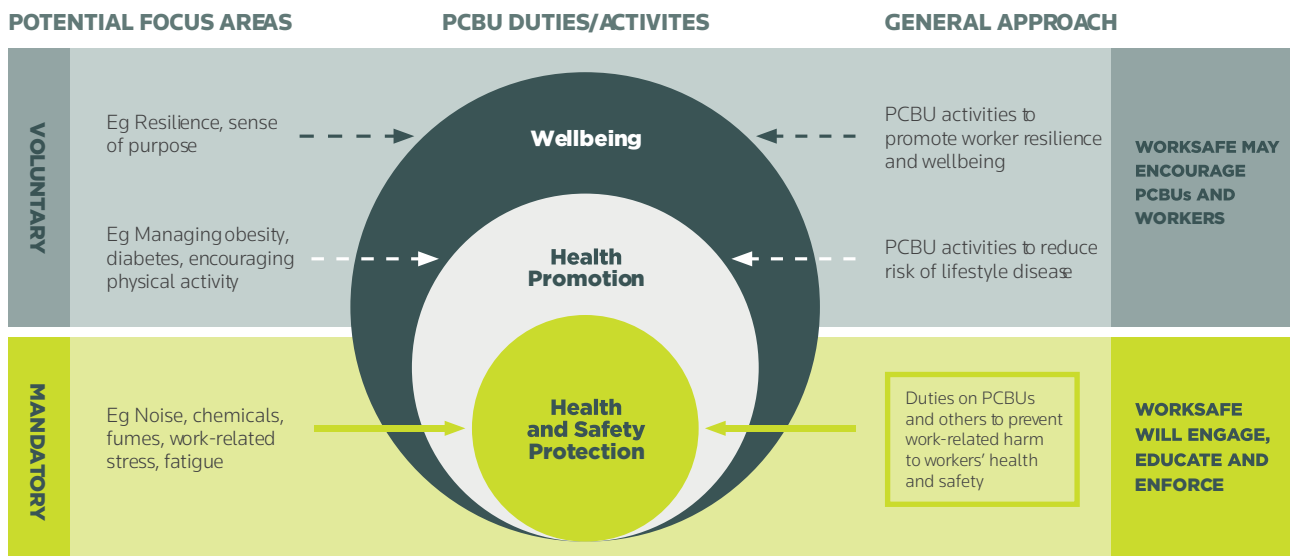 POTENTIAL FOCUS AREAS
PCBU DUTIES/ACTIVITES
GENERAL APPROACH
VOLUNTARY
Eg Resilience, sense
of purpose
Wellbeing
PCBU activities to
promote worker resilience
and wellbeing
WORKSAFE MAY
ENCOURAGE
PCBUs AND
WORKERS
Eg Managing obesity,
diabetes, encouraging
physical activity
Health
Promotion
PCBU activities to reduce
risk of lifestyle disease
MANDATORY
Eg Noise, chemicals,
fumes, work-related
stress, fatigue
Health
and Safety
Protection
Duties on PCBUs
and others to prevent
work-related harm
to workers’ health
and safety
WORKSAFE
WILL ENGAGE,
EDUCATE AND
ENFORCE